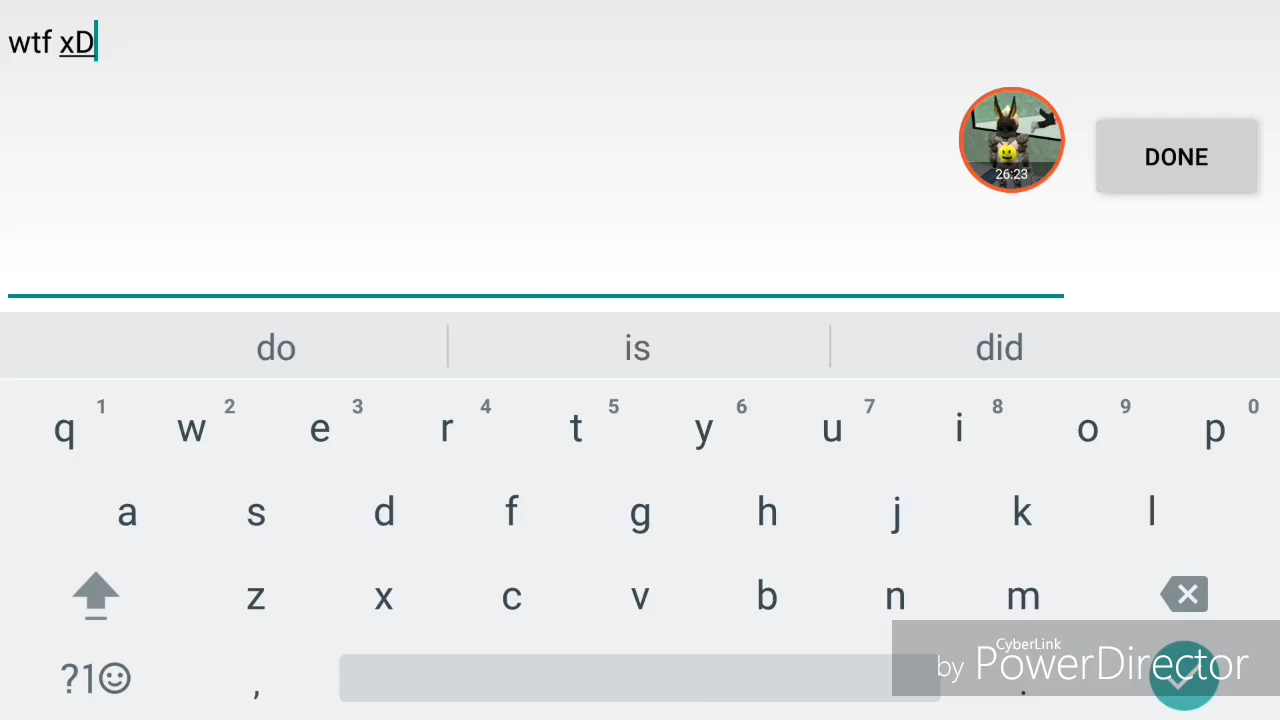 wtf xD
26:23
DONE
do is did
q 1 w 2 e 3 r 4 t 5 y 6 u 7 i 8 o 9 p 0
a s d f g h j k l
z x c v b n m
?1☺ , .
CyberLink
by PowerDirector